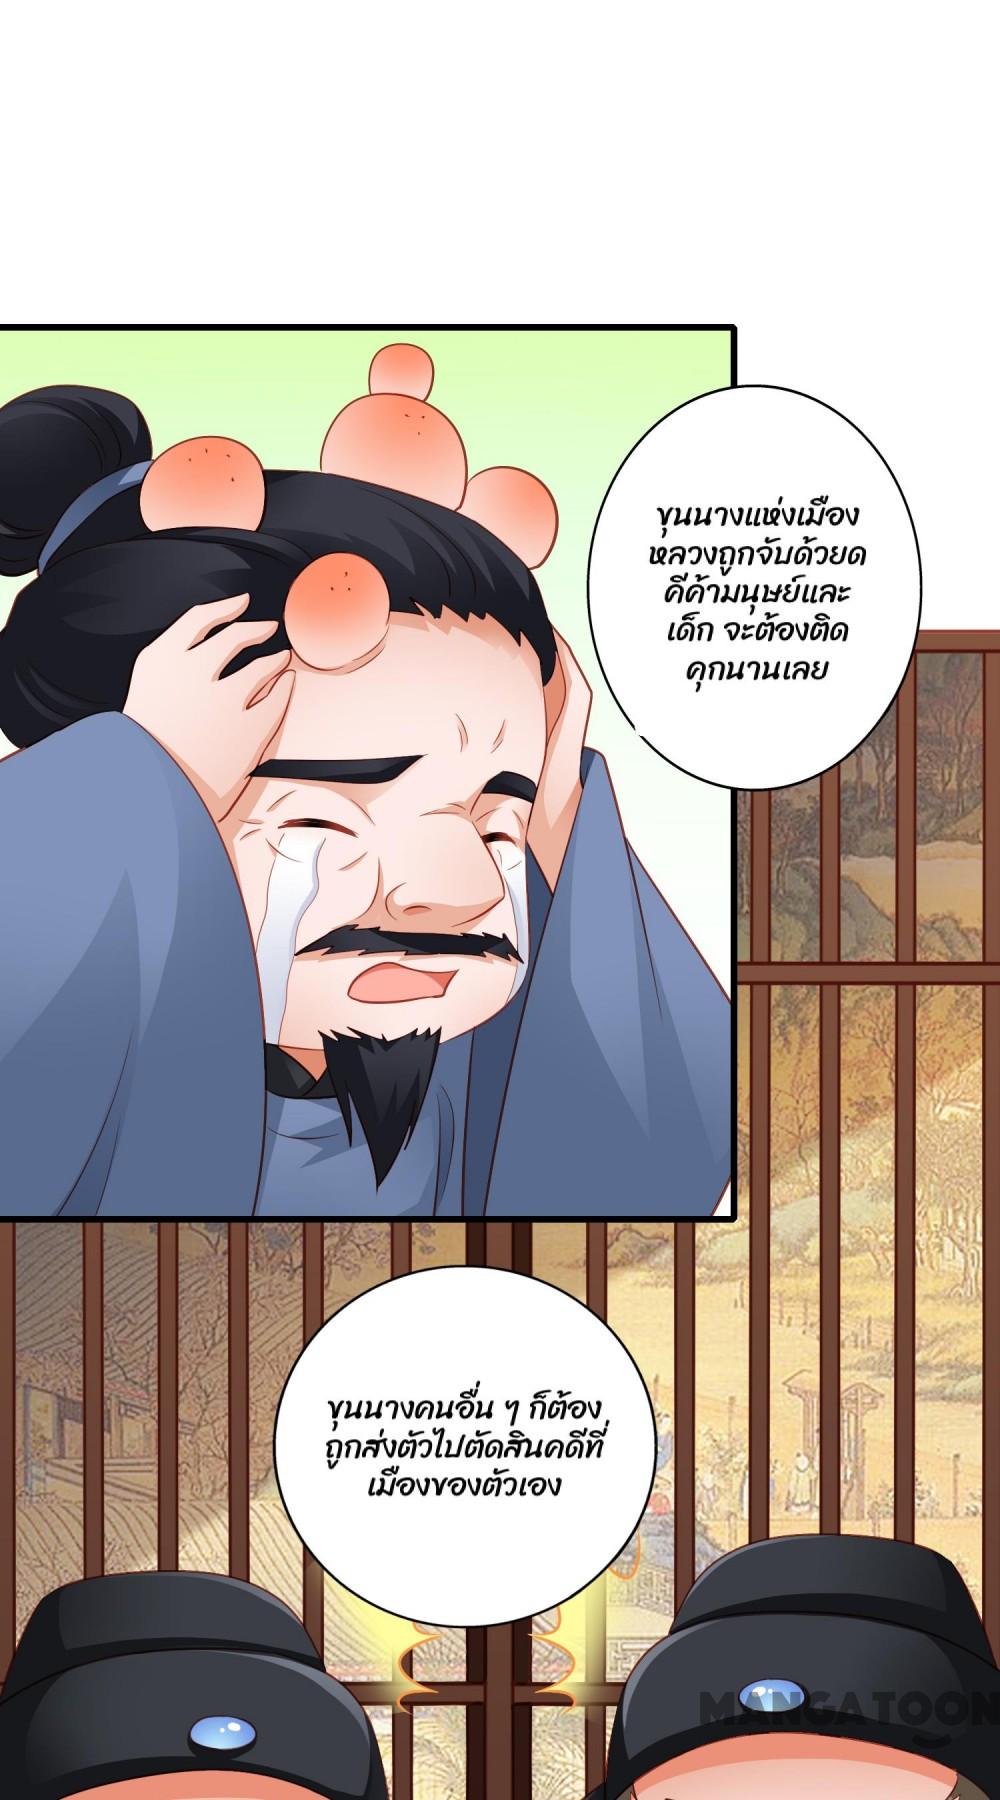 ขุนนางแห่งเมือง
หลวงถูกจับด้วยด
คีค้ามนุษย์และ
เด็ก จะต้องติด
คุกนานเลย
ขุนนางคนอื่น ๆ ก็ต้อง
ถูกส่งตัวไปตัดสินคดีที่
เมืองของตัวเอง
MANGATOON